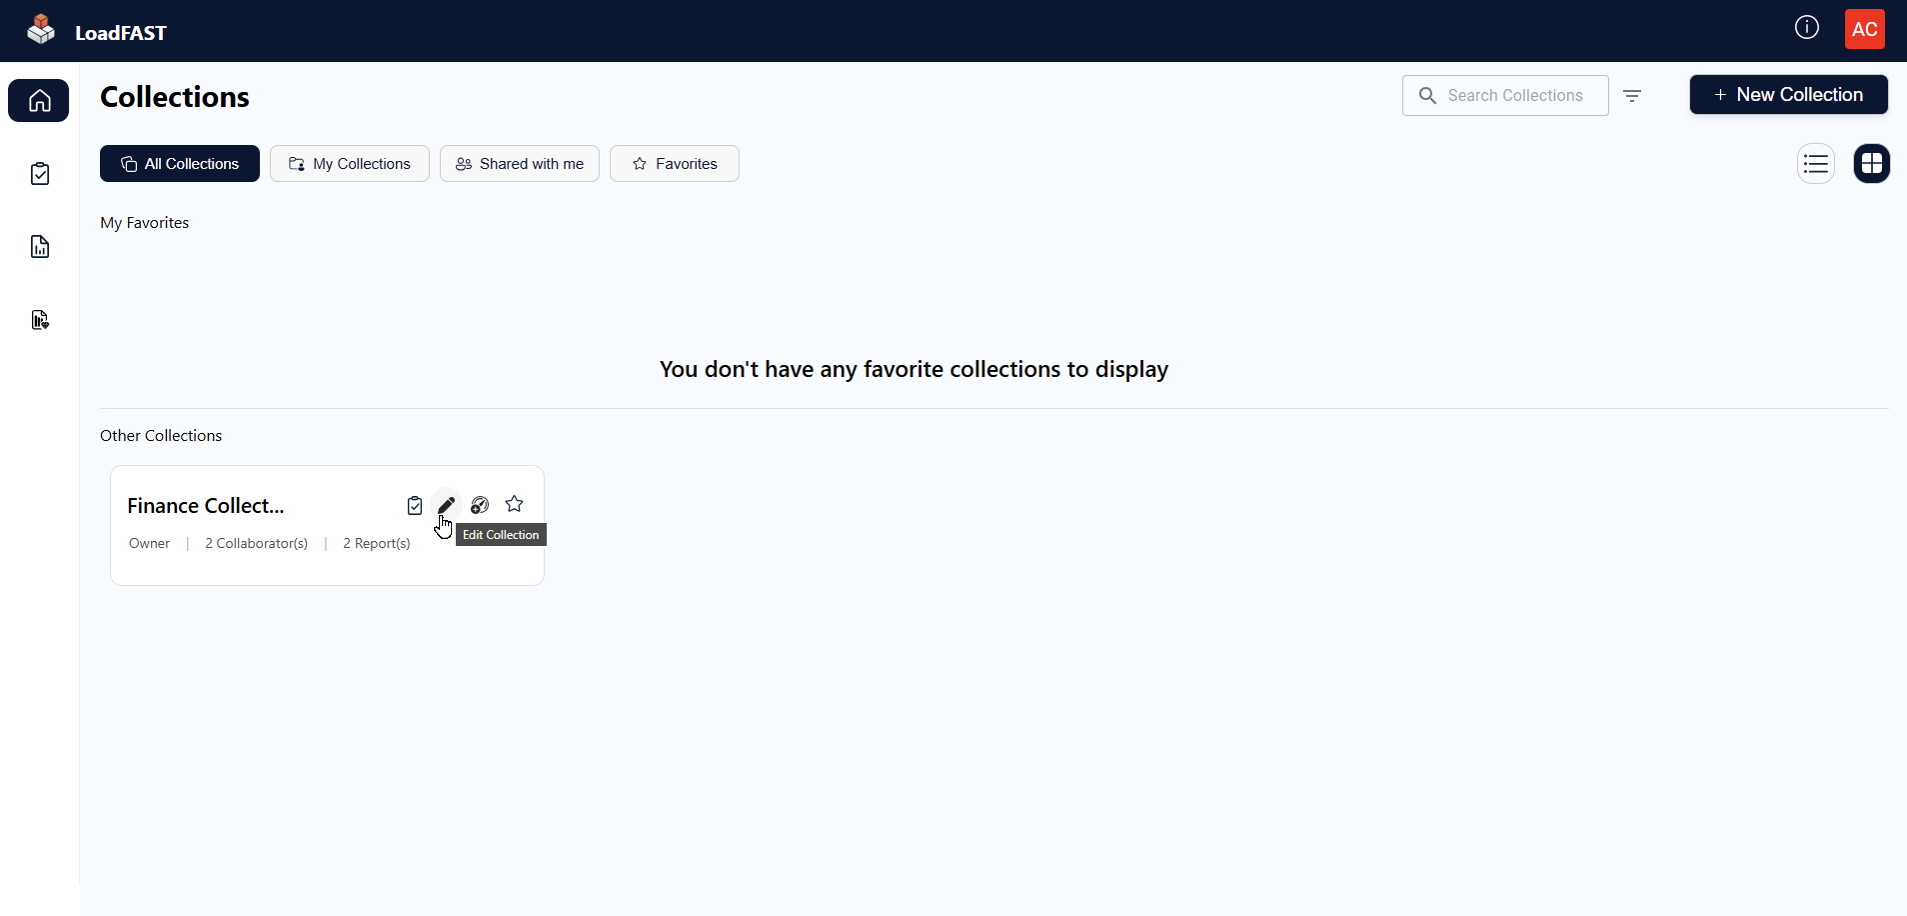 LoadFAST
AC
Collections
Search Collections
+ New Collection
All Collections
My Collections
Shared with me
Favorites
My Favorites
You don't have any favorite collections to display
Other Collections
Finance Collect...
Edit Collection
Owner | 2 Collaborator(s) | 2 Report(s)